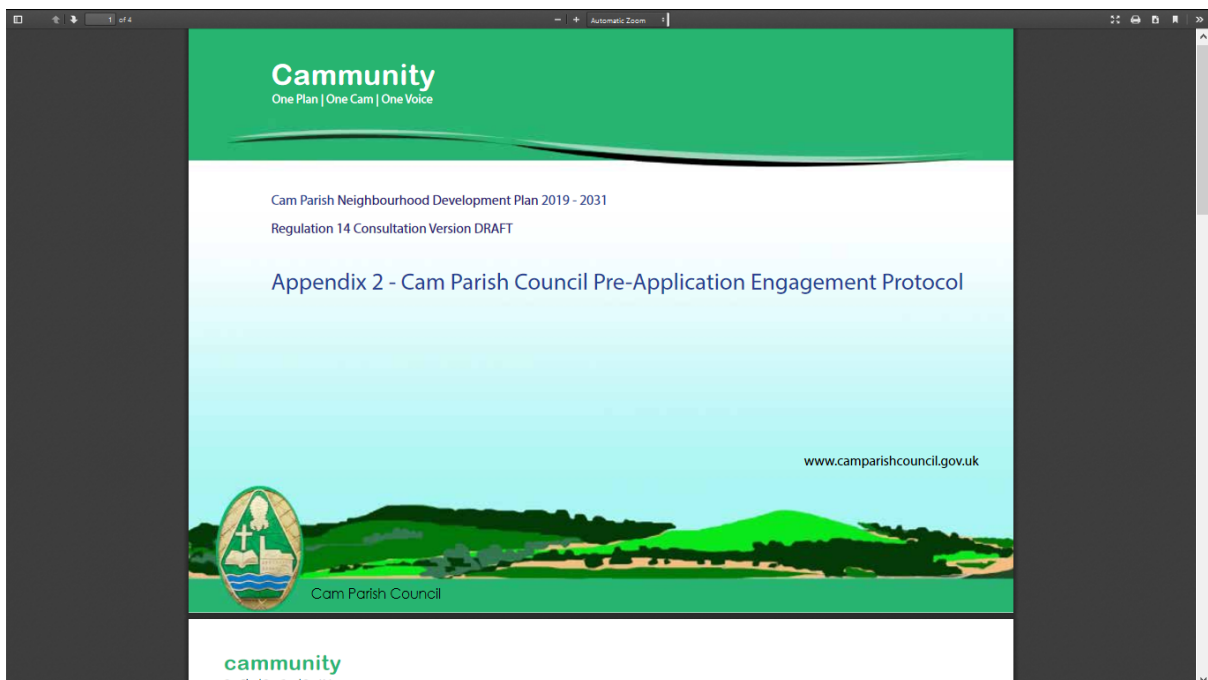 1 of 4
Automatic Zoom
Cammunity
One Plan | One Cam | One Voice
Cam Parish Neighbourhood Development Plan 2019 - 2031
Regulation 14 Consultation Version DRAFT
Appendix 2 - Cam Parish Council Pre-Application Engagement Protocol
www.camparishcouncil.gov.uk
Cam Parish Council
cammunity